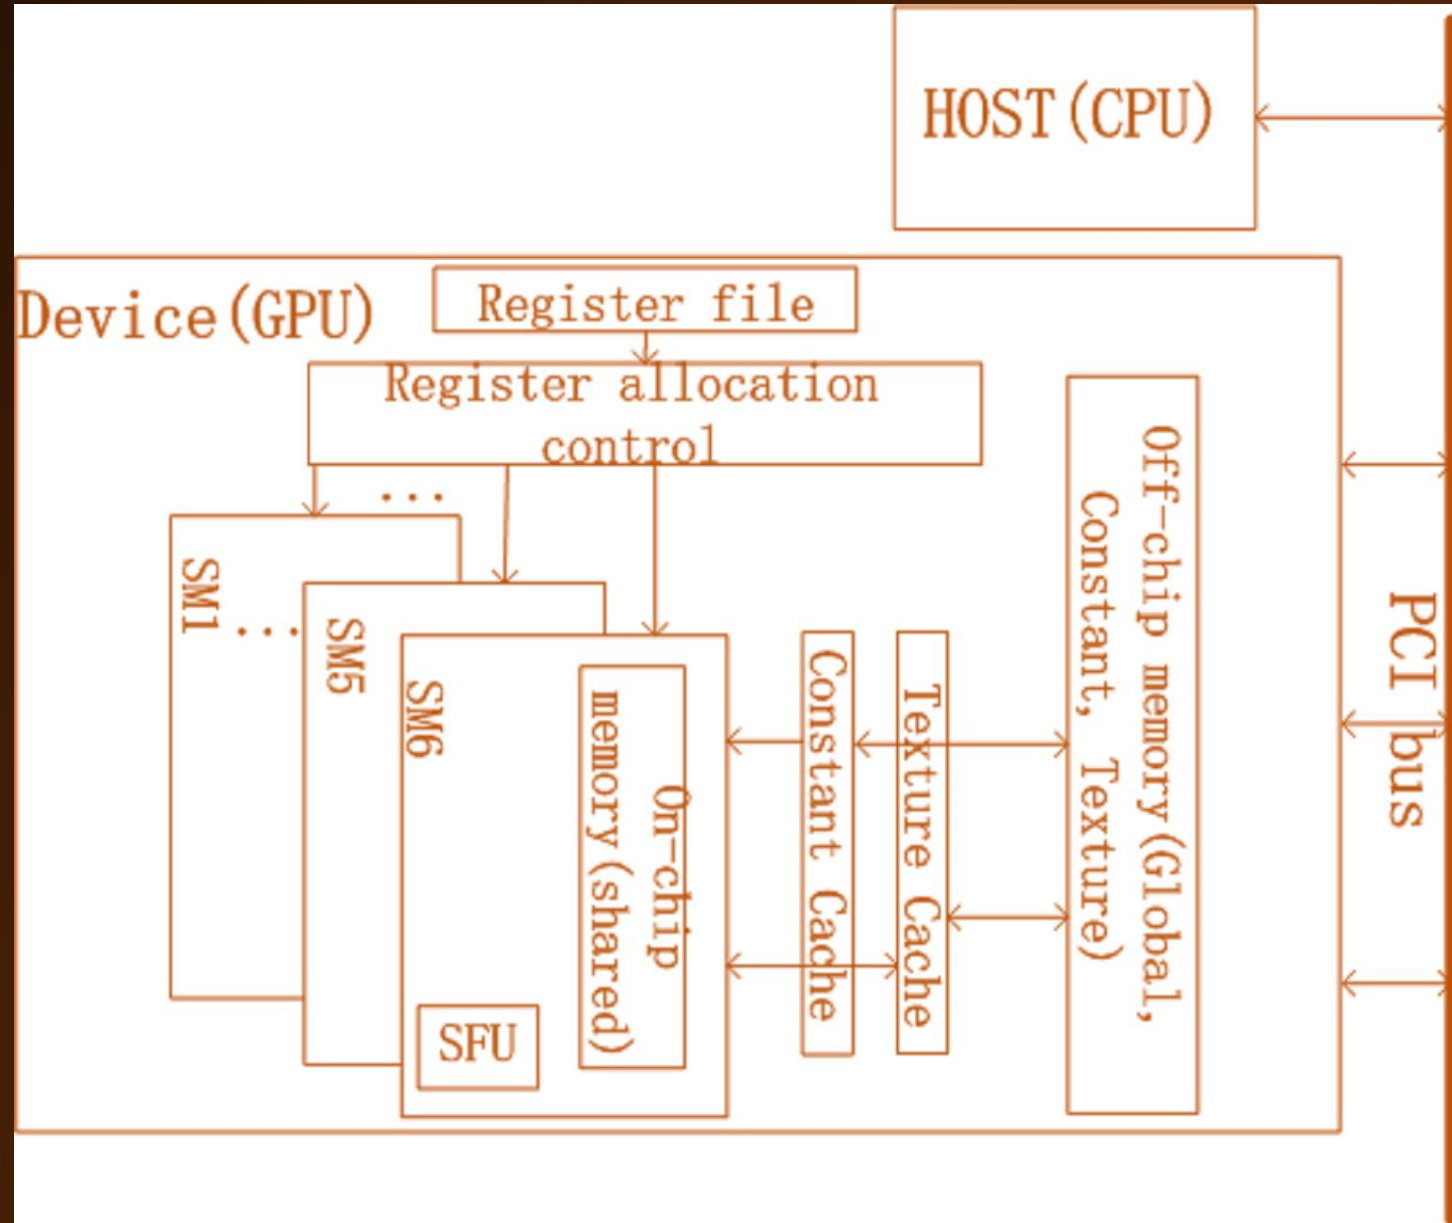 HOST(CPU)
Device(GPU)
Register file
Register allocation
control
...
SM1
...
SM5
SM6
On-chip
memory(shared)
SFU
Constant Cache
Texture Cache
Off-chip memory(Global,
Constant, Texture)
PCI bus